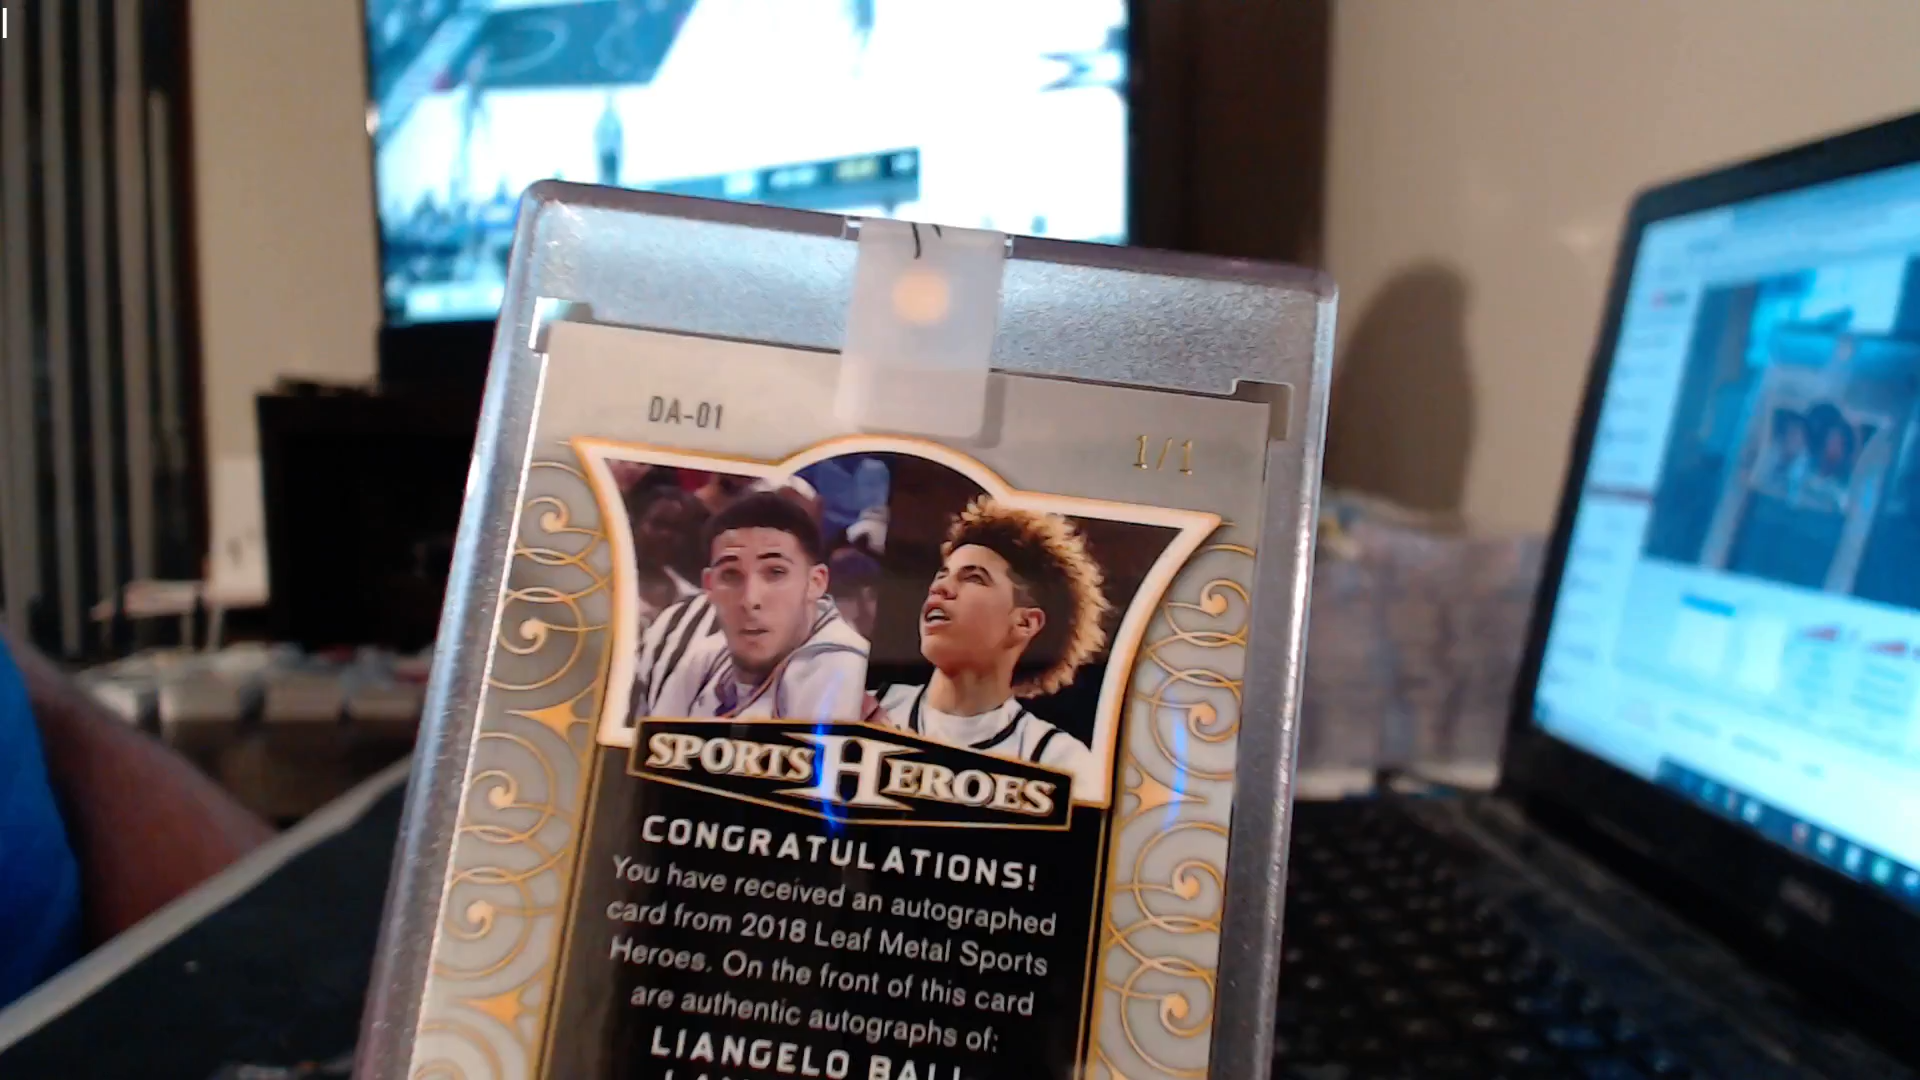 DA-01
1/1
SPORTS HEROES
CONGRATULATIONS!
You have received an autographed
card from 2018 Leaf Metal Sports
Heroes. On the front of this card
are authentic autographs of:
LIANGELO BALL